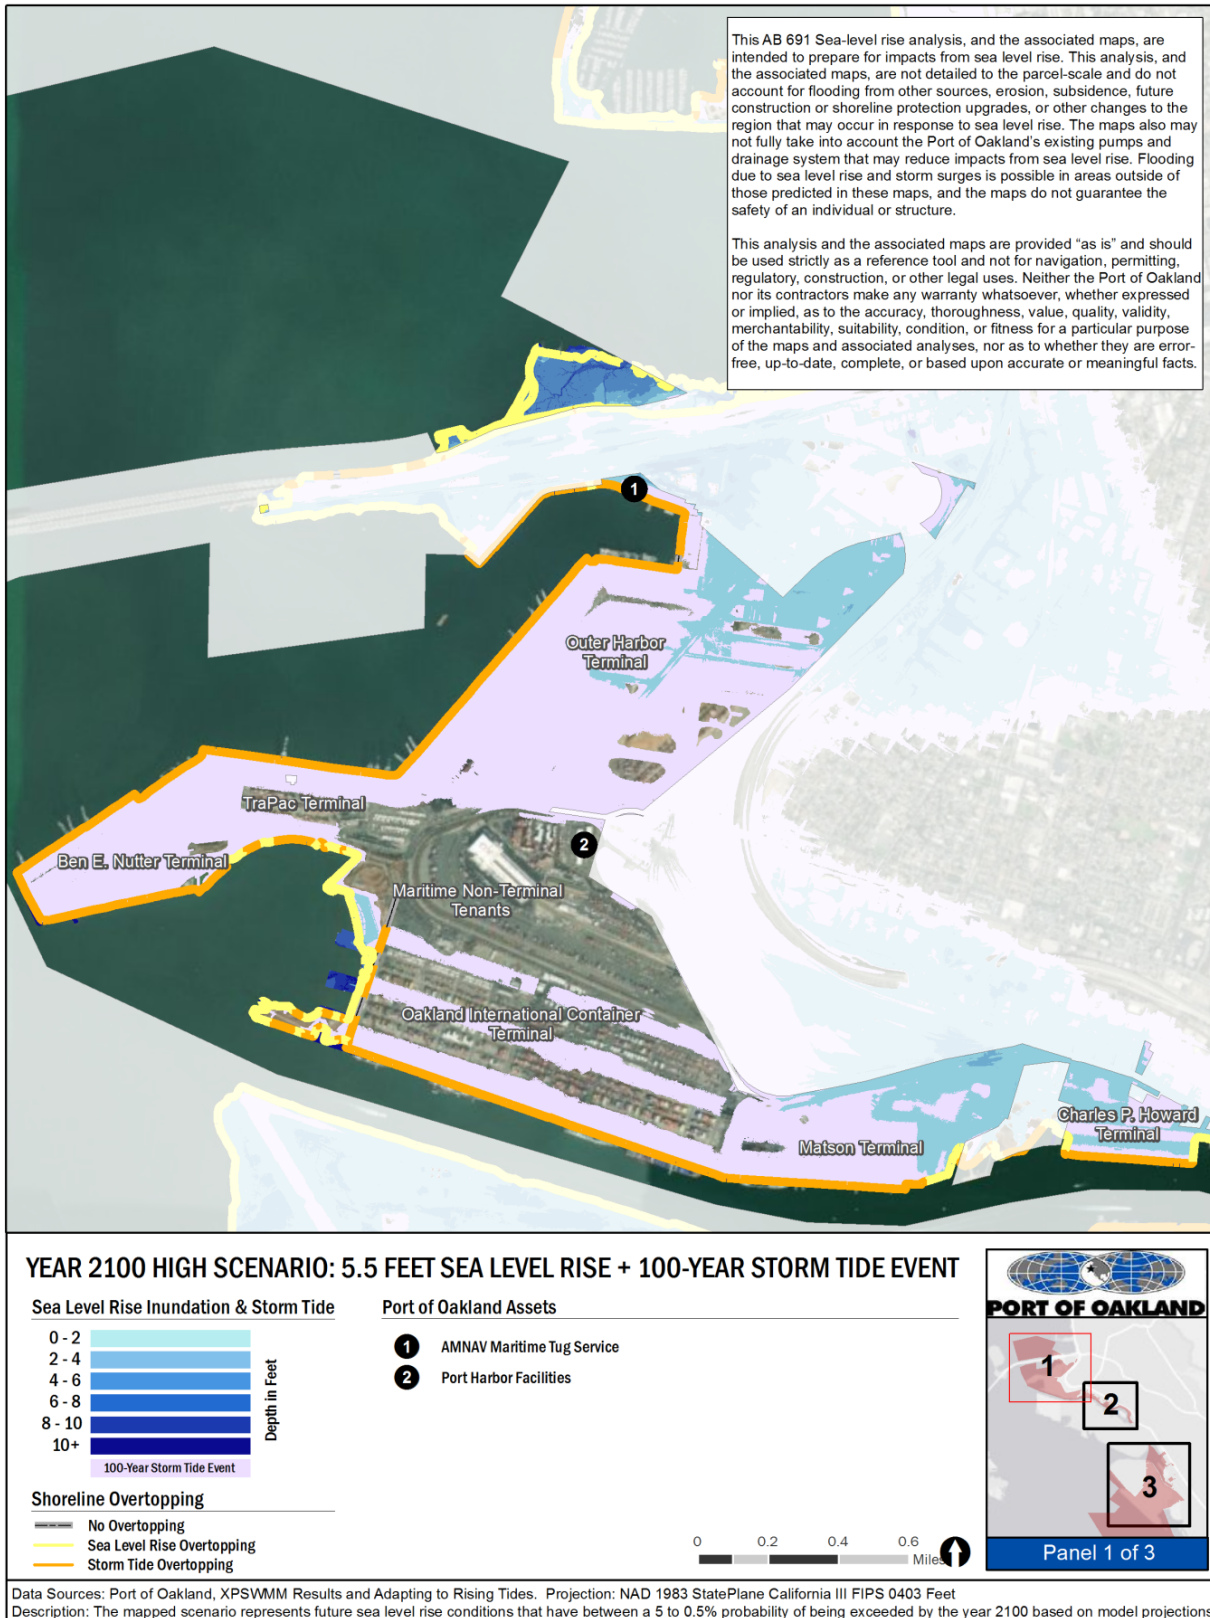 This AB 691 Sea-level rise analysis, and the associated maps, are
intended to prepare for impacts from sea level rise. This analysis, and
the associated maps, are not detailed to the parcel-scale and do not
account for flooding from other sources, erosion, subsidence, future
construction or shoreline protection upgrades, or other changes to the
region that may occur in response to sea level rise. The maps also may
not fully take into account the Port of Oakland's existing pumps and
drainage system that may reduce impacts from sea level rise. Flooding
due to sea level rise and storm surges is possible in areas outside of
those predicted in these maps, and the maps do not guarantee the
safety of an individual or structure.
This analysis and the associated maps are provided “as is” and should
be used strictly as a reference tool and not for navigation, permitting,
regulatory, construction, or other legal uses. Neither the Port of Oakland
nor its contractors make any warranty whatsoever, whether expressed
or implied, as to the accuracy, thoroughness, value, quality, validity,
merchantability, suitability, condition, or fitness for a particular purpose
of the maps and associated analyses, nor as to whether they are error-
free, up-to-date, complete, or based upon accurate or meaningful facts.
1
Outer Harbor
Terminal
TraPac Terminal
2
Ben E. Nutter Terminal
Maritime Non-Terminal
Tenants
Oakland International Container
Terminal
Charles P. Howard
Terminal
Matson Terminal
YEAR 2100 HIGH SCENARIO: 5.5 FEET SEA LEVEL RISE + 100-YEAR STORM TIDE EVENT
Sea Level Rise Inundation & Storm Tide
0 - 2
2 - 4
4 - 6
6 - 8
8 - 10
10+
Depth in Feet
100-Year Storm Tide Event
Shoreline Overtopping
No Overtopping
Sea Level Rise Overtopping
Storm Tide Overtopping
Port of Oakland Assets
1 AMNAV Maritime Tug Service
2 Port Harbor Facilities
0 0.2 0.4 0.6
Miles
PORT OF OAKLAND
1
2
3
Panel 1 of 3
Data Sources: Port of Oakland, XPSWMM Results and Adapting to Rising Tides. Projection: NAD 1983 StatePlane California III FIPS 0403 Feet
Description: The mapped scenario represents future sea level rise conditions that have between a 5 to 0.5% probability of being exceeded by the year 2100 based on model projections